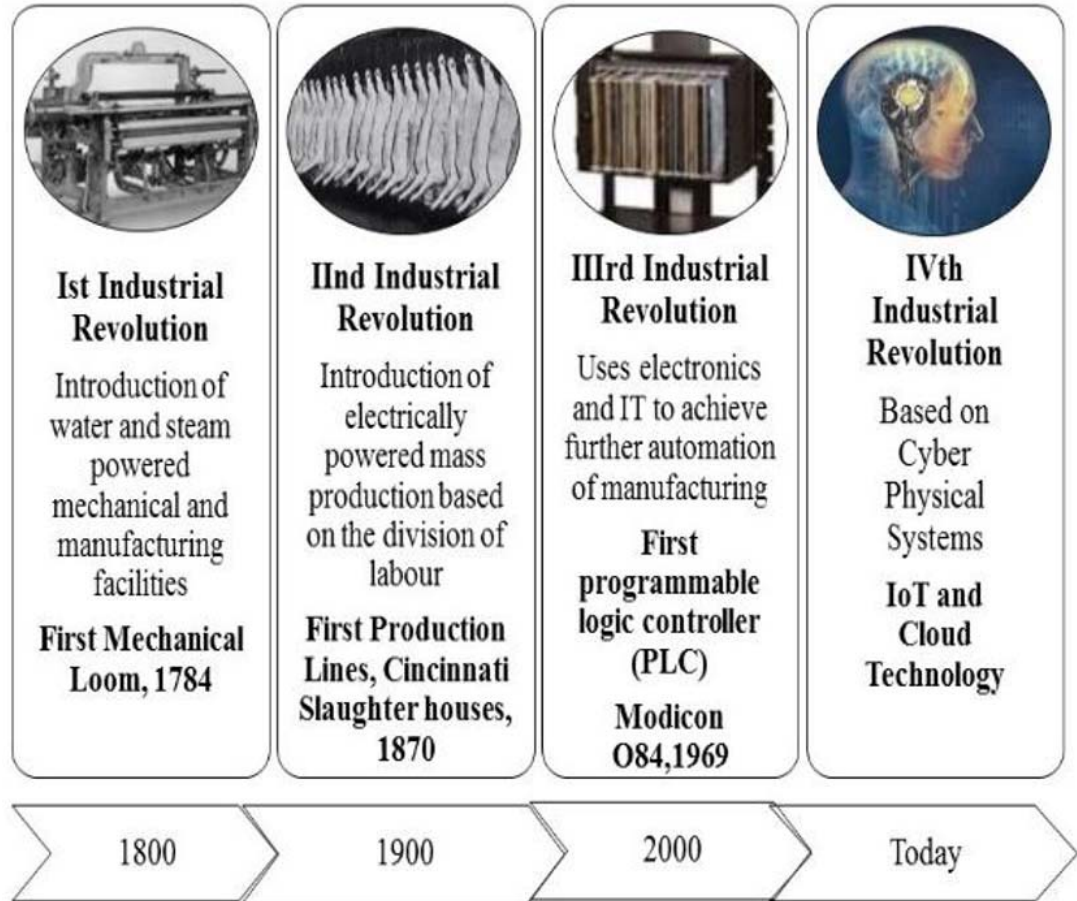 Ist Industrial
Revolution
Introduction of
water and steam
powered
mechanical and
manufacturing
facilities
First Mechanical
Loom, 1784
IInd Industrial
Revolution
Introduction of
electrically
powered mass
production based
on the division of
labour
First Production
Lines, Cincinnati
Slaughter houses,
1870
IIIrd Industrial
Revolution
Uses electronics
and IT to achieve
further automation
of manufacturing
First
programmable
logic controller
(PLC)
Modicon
O84,1969
IVth
Industrial
Revolution
Based on
Cyber
Physical
Systems
IoT and
Cloud
Technology
1800
1900
2000
Today